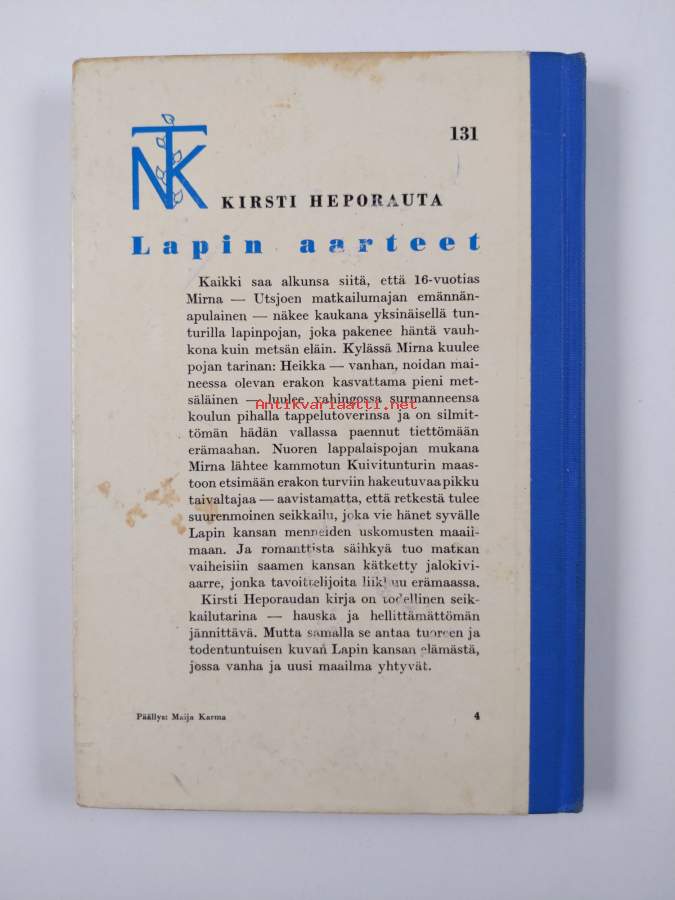 NTK
131
KIRSTI HEPORAUTA
Lapin aarteet
Kaikki saa alkunsa siitä, että 16-vuotias
Mirna — Utsjoen matkailumajan emännän-
apulainen — näkee kaukana yksinäisellä tun-
turilla lapinpojan, joka pakenee häntä vauh-
kona kuin metsän eläin. Kylässä Mirna kuulee
pojan tarinan: Heikka — vanhan, noidan mai-
neessa olevan erakon kasvattama pieni met-
säläinen — luulee vahingossa surmanneensa
Antikvariaatti.net
koulun pihalla tappelutoverinsa ja on silmit-
tömän hädän vallassa paennut tiettömään
erämaahan. Nuoren lappalaispojan mukana
Mirna lähtee kammotun Kuivitunturin maas-
toon etsimään erakon turviin hakeutuvaa pikku
taivaltajaa — aavistamatta, että retkestä tulee
suurenmoinen seikkailu, joka vie hänet syvälle
Lapin kansan menneiden uskomusten maail-
maan. Ja romanttista säihkyä tuo matkan
vaiheisiin saamen kansan kätketty jalokivi-
aarre, jonka tavoittelijoita liikkuu erämaassa.
Kirsti Heporaudan kirja on todellinen seik-
kailutarina — hauska ja hellittämättömän
jännittävä. Mutta samalla se antaa tuoreen ja
todentuntuisen kuvan Lapin kansan elämästä,
jossa vanha ja uusi maailma yhtyvät.
Päällys: Maija Karma
4